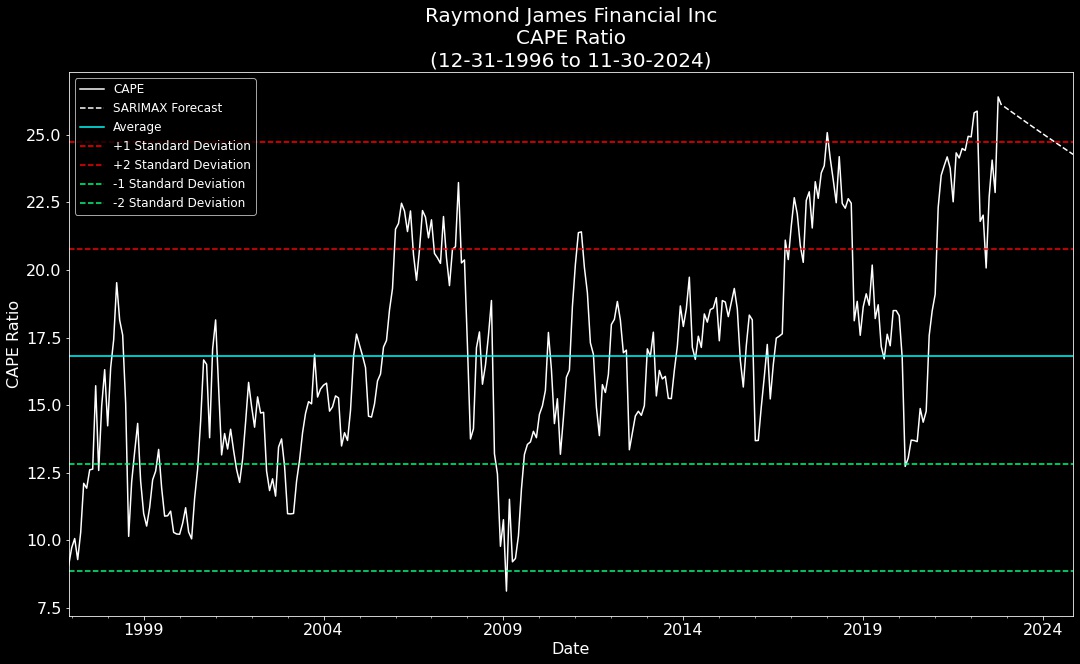 Raymond James Financial Inc
CAPE Ratio
(12-31-1996 to 11-30-2024)
CAPE
SARIMAX Forecast
Average
+1 Standard Deviation
+2 Standard Deviation
-1 Standard Deviation
-2 Standard Deviation
CAPE Ratio
25.0
22.5
20.0
17.5
15.0
12.5
10.0
7.5
1999 2004 2009 2014 2019 2024
Date